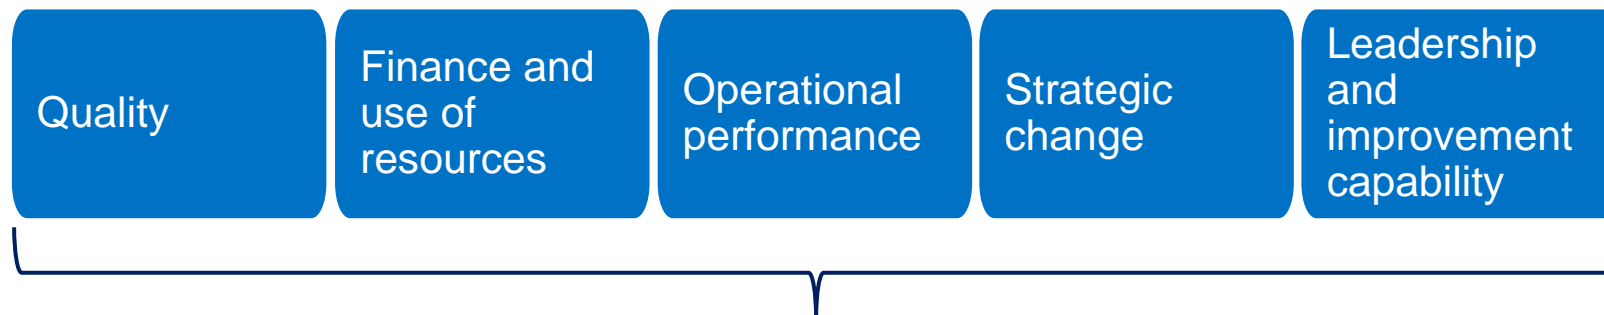 Quality
Finance and
use of
resources
Operational
performance
Strategic
change
Leadership
and
improvement
capability